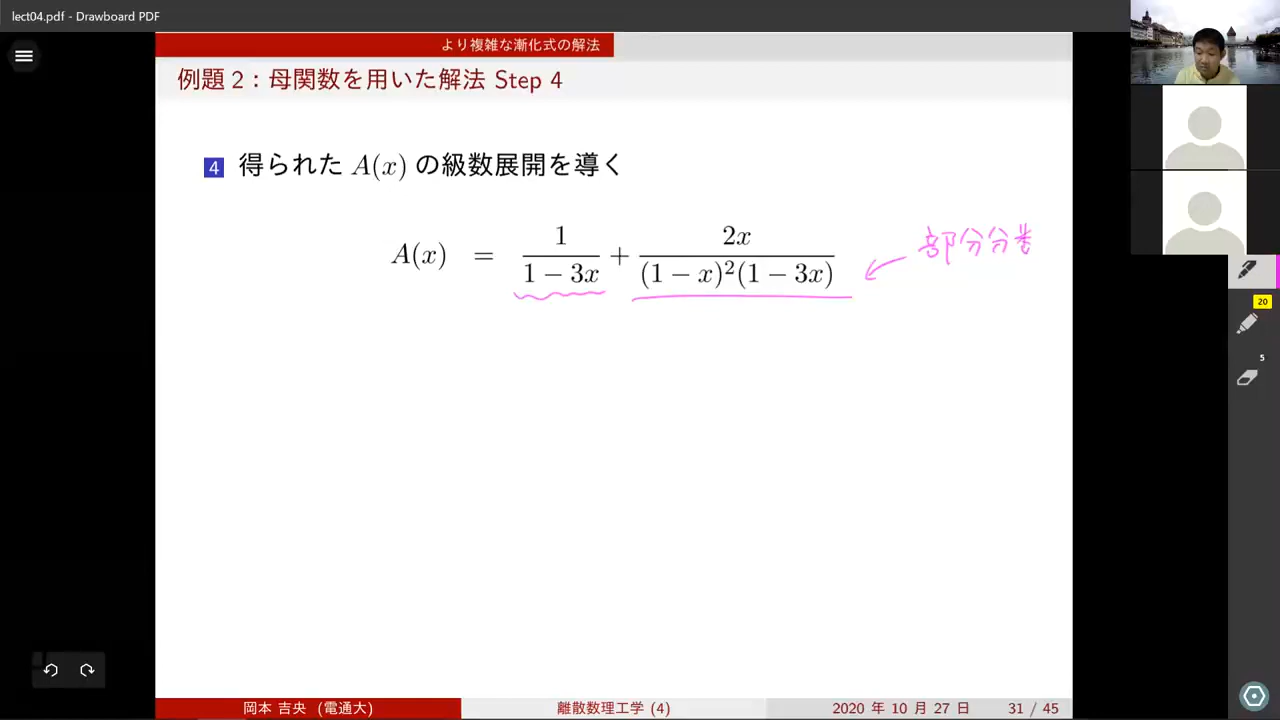 lect04.pdf - Drawboard PDF
より複雑な漸化式の解法
例題 2 : 母関数を用いた解法 Step 4
4 得られた A(x) の級数展開を導く
A(x) = 1/(1 − 3x) + 2x/((1 − x)²(1 − 3x))
部分分
20
5
岡本 吉央 (電通大)
離散数理工学 (4)
2020 年 10 月 27 日
31 / 45